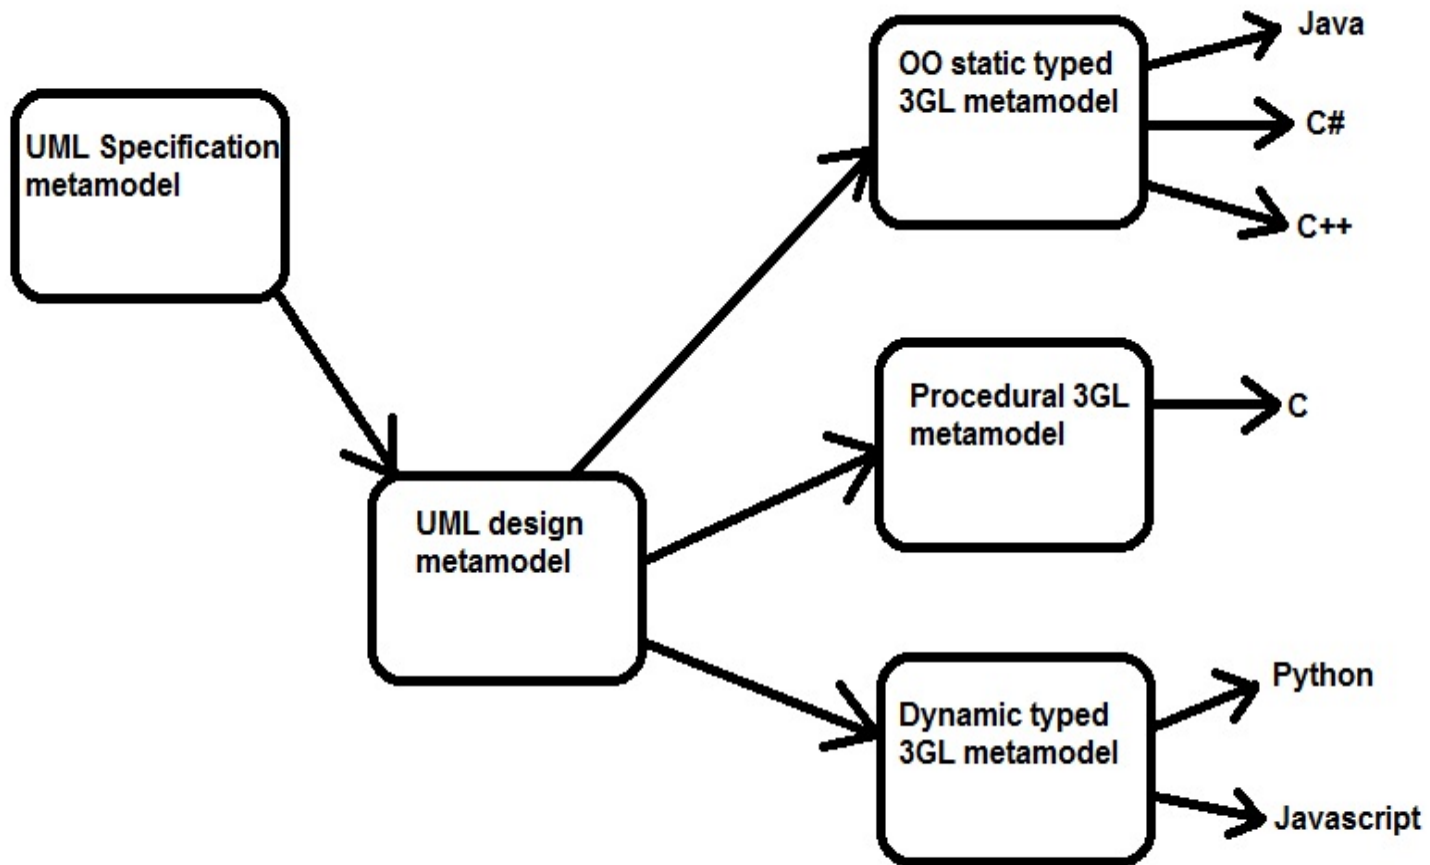 UML Specification
metamodel
UML design
metamodel
OO static typed
3GL metamodel
Java
C#
C++
Procedural 3GL
metamodel
C
Dynamic typed
3GL metamodel
Python
Javascript